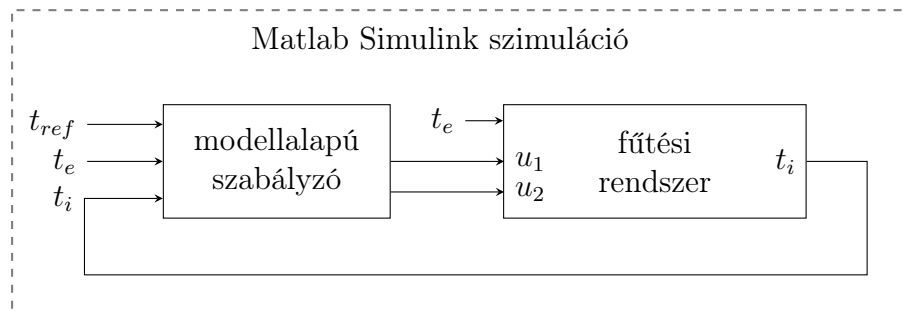 Matlab Simulink szimuláció
t_ref
t_e
t_i
modellalapú
szabályzó
t_e
u_1
u_2
fűtési
rendszer
t_i